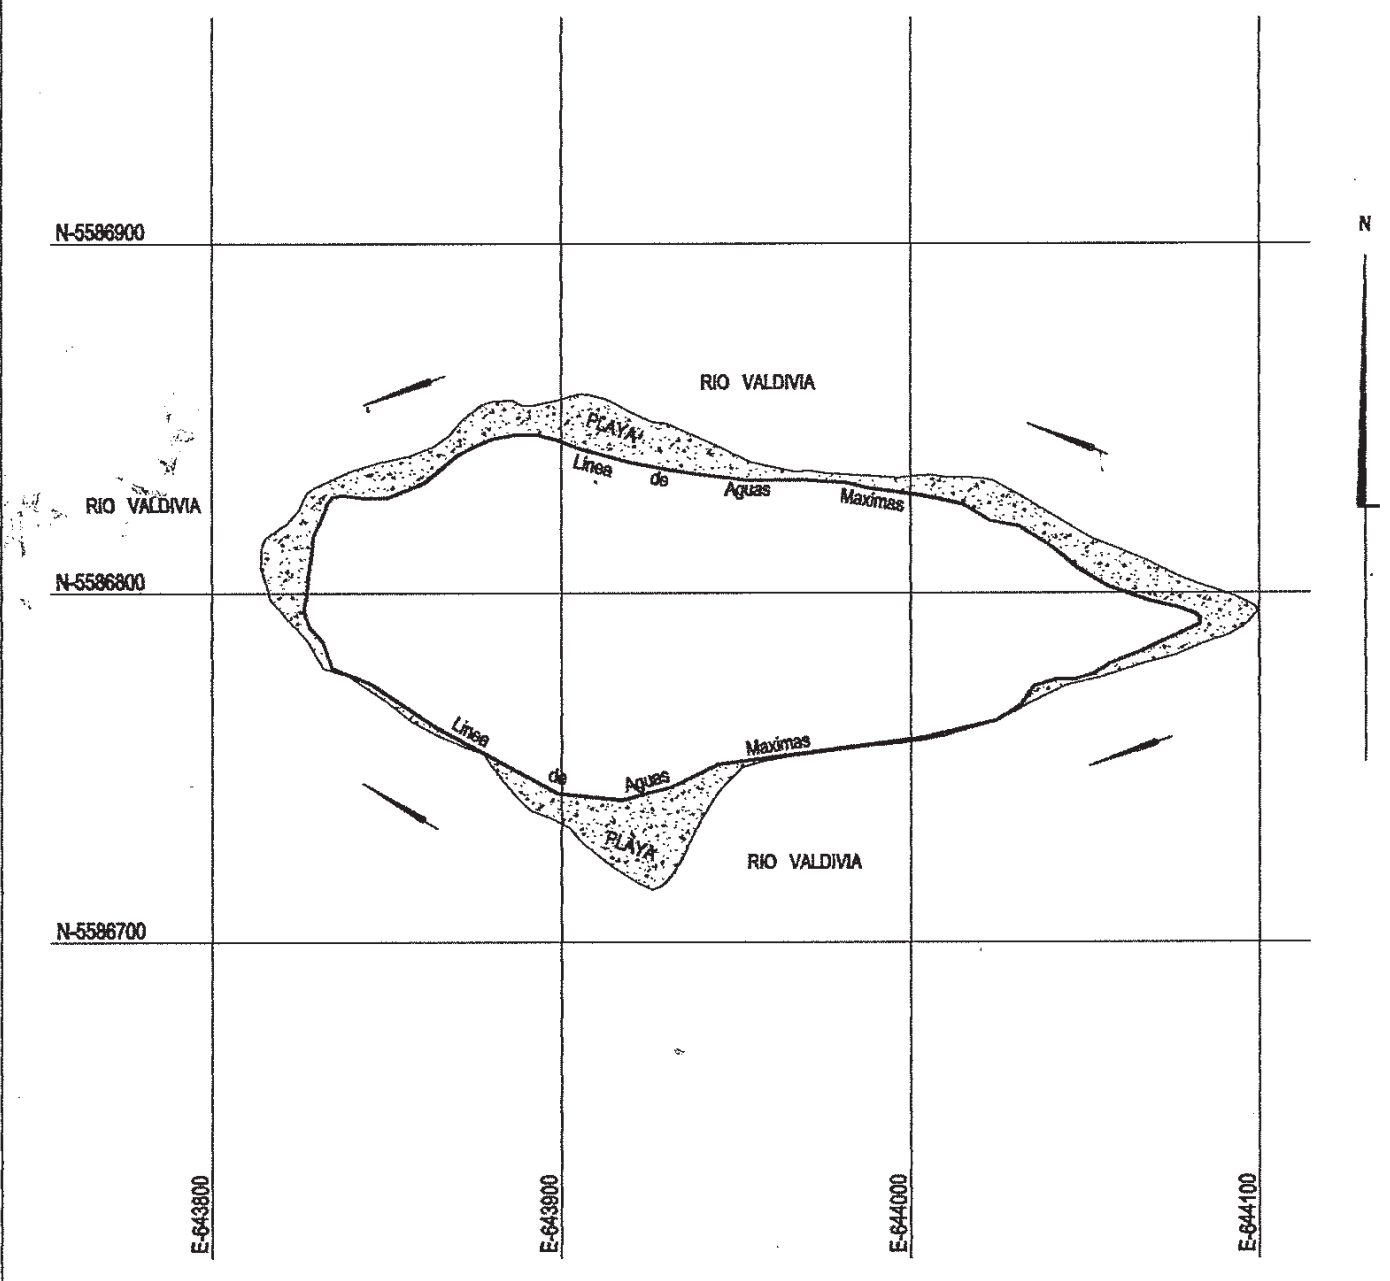 N
N-5586900
RIO VALDIVIA
PLAYA
Linea de Aguas Maximas
RIO VALDIVIA
N-5586800
Linea de Aguas Maximas
PLAYA
RIO VALDIVIA
N-5586700
E-643800
E-643900
E-644000
E-644100